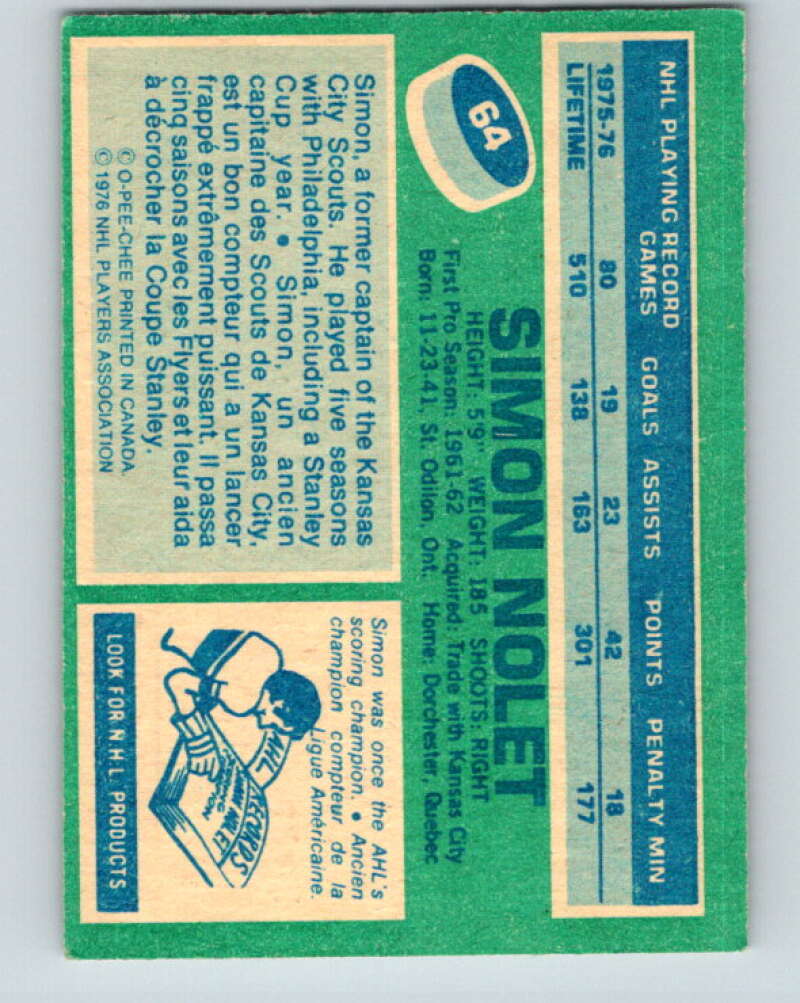 NHL PLAYING RECORD
GAMES GOALS ASSISTS POINTS PENALTY MIN
1975-76 80 19 23 42 18
LIFETIME 510 138 163 301 177
64
SIMON NOLET
HEIGHT: 5'9" WEIGHT: 185 SHOOTS: RIGHT
First Pro Season: 1961-62 Acquired: Trade with Kansas City
Born: 11-23-41, St. Odilon, Ont. Home: Dorchester, Quebec
Simon, a former captain of the Kansas
City Scouts. He played five seasons
with Philadelphia, including a Stanley
Cup year. • Simon, un ancien
capitaine des Scouts de Kansas City,
est un bon compteur qui a un lancer
frappé extrêmement puissant. Il passa
cinq saisons avec les Flyers et leur aida
à décrocher la Coupe Stanley.
© O-PEE-CHEE PRINTED IN CANADA
© 1976 NHL PLAYERS ASSOCIATION
Simon was once the AHL's
scoring champion. • Ancien
champion compteur de la
Ligue Américaine.
AHL
RECORDS
SIMON NOLET
SCORING
CHAMPION
LOOK FOR N.H.L. PRODUCTS